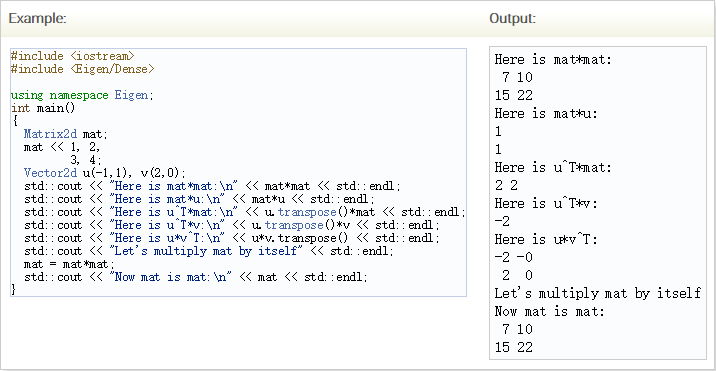 Example:
#include <iostream>
#include <Eigen/Dense>
using namespace Eigen;
int main()
{
  Matrix2d mat;
  mat << 1, 2,
         3, 4;
  Vector2d u(-1,1), v(2,0);
  std::cout << "Here is mat*mat:\n" << mat*mat << std::endl;
  std::cout << "Here is mat*u:\n" << mat*u << std::endl;
  std::cout << "Here is u^T*mat:\n" << u.transpose()*mat << std::endl;
  std::cout << "Here is u^T*v:\n" << u.transpose()*v << std::endl;
  std::cout << "Here is u*v^T:\n" << u*v.transpose() << std::endl;
  std::cout << "Let's multiply mat by itself" << std::endl;
  mat = mat*mat;
  std::cout << "Now mat is mat:\n" << mat << std::endl;
}
Output:
Here is mat*mat:
 7 10
15 22
Here is mat*u:
1
1
Here is u^T*mat:
2 2
Here is u^T*v:
-2
Here is u*v^T:
-2 -0
 2  0
Let's multiply mat by itself
Now mat is mat:
 7 10
15 22